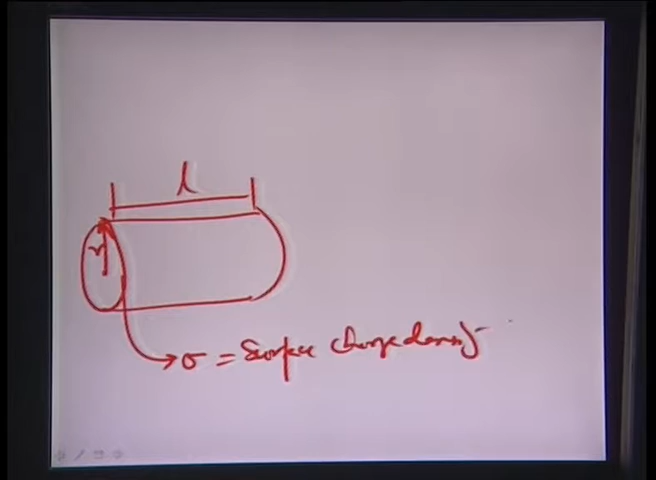 l
r
σ = Surface charge density